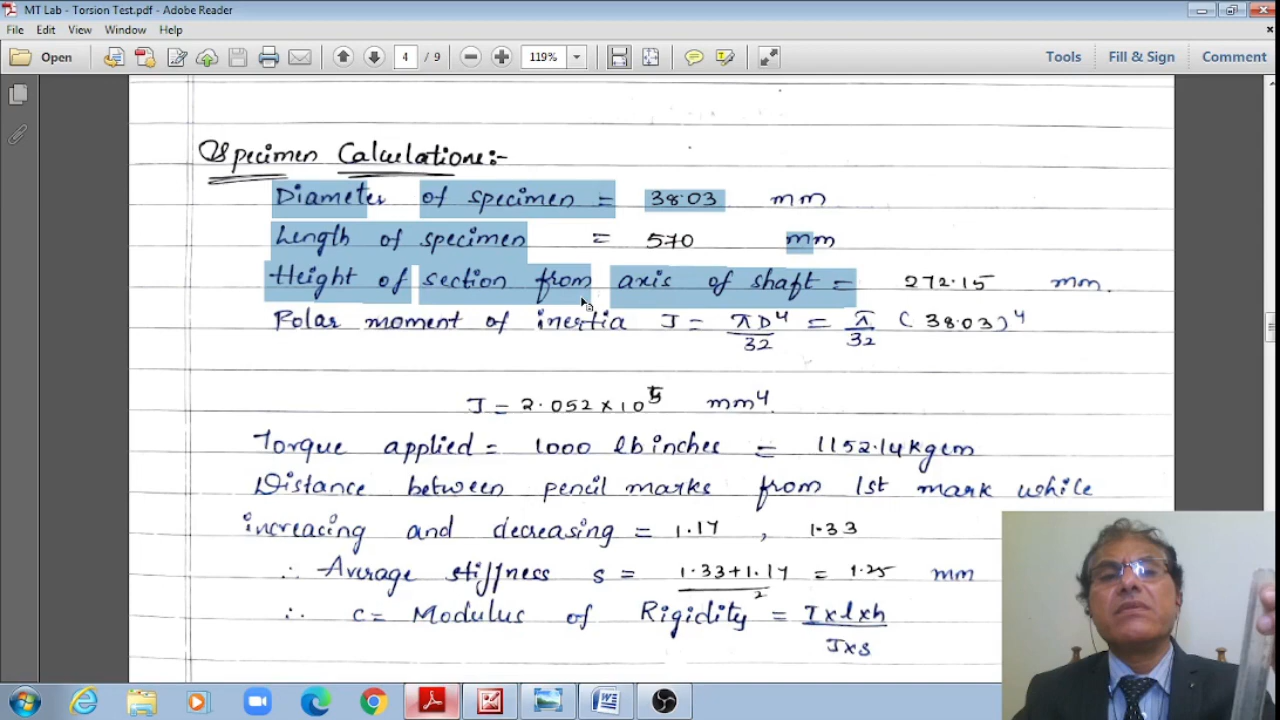 MT Lab - Torsion Test.pdf - Adobe Reader
File Edit View Window Help
Open 4 / 9 119% Tools Fill & Sign Comment
Specimen Calculations:-
Diameter of specimen = 38.03 mm
Length of specimen = 570 mm
Height of section from axis of shaft = 272.15 mm.
Polar moment of inertia J = πD⁴/32 = π/32 (38.03)⁴
J = 2.052 × 10⁵ mm⁴.
Torque applied = 1000 lb inches = 1152.14 kgcm
Distance between pencil marks from 1st mark while
increasing and decreasing = 1.17 , 1.33
∴ Average stiffness s = 1.33+1.17/2 = 1.25 mm
∴ c = Modulus of Rigidity = T×l×h/J×s